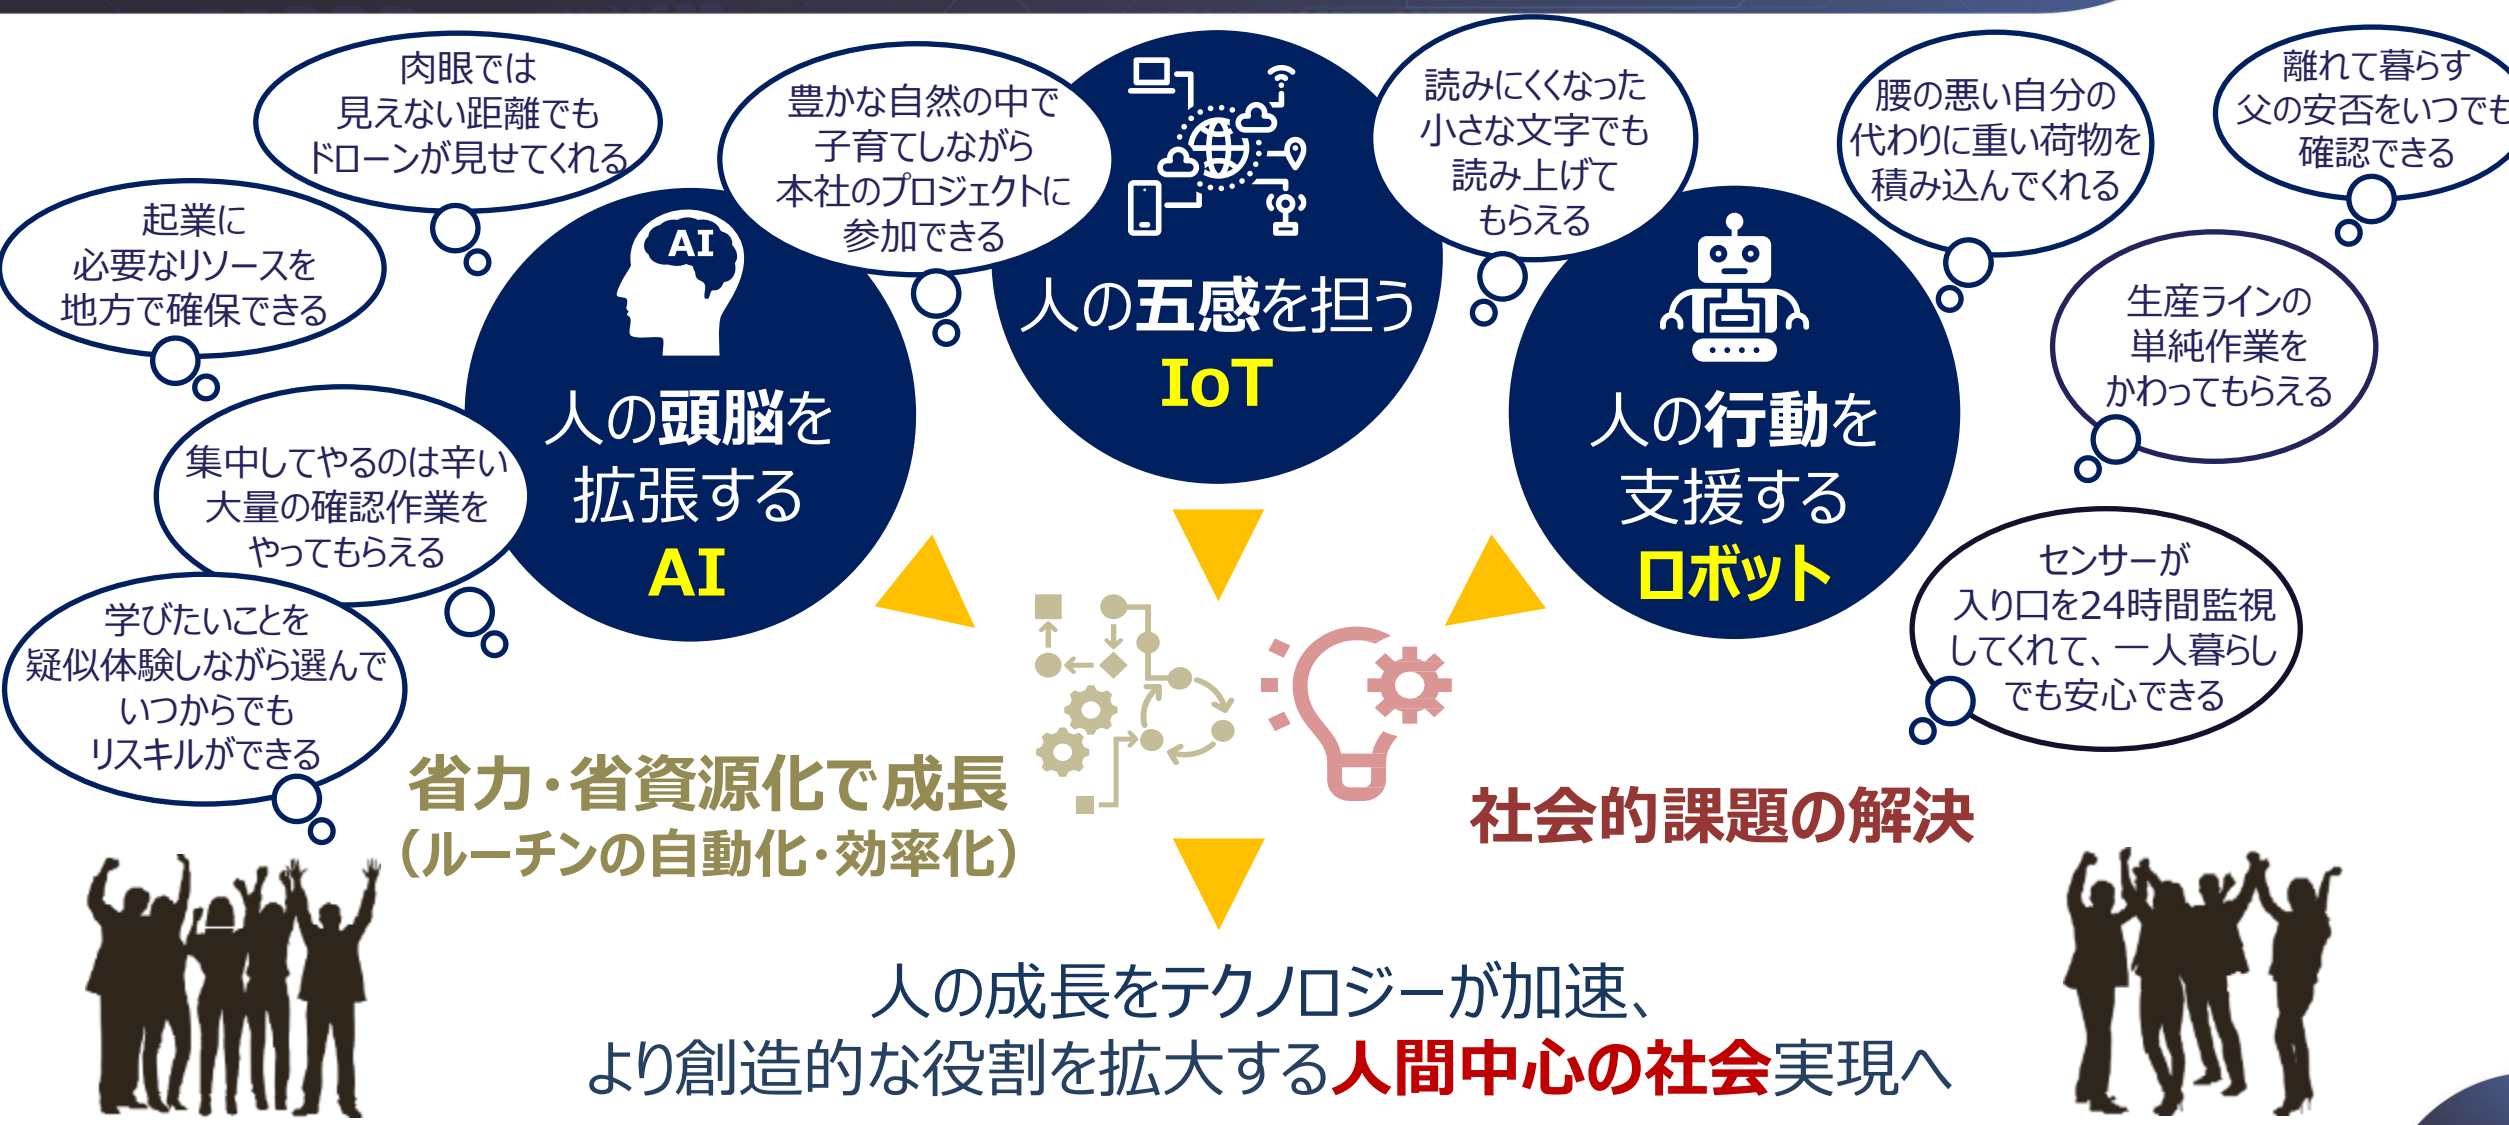 肉眼では
見えない距離でも
ドローンが見せてくれる
豊かな自然の中で
子育てしながら
本社のプロジェクトに
参加できる
読みにくくなった
小さな文字でも
読み上げて
もらえる
腰の悪い自分の
代わりに重い荷物を
積み込んでくれる
離れて暮らす
父の安否をいつでも
確認できる
起業に
必要なリソースを
地方で確保できる
生産ラインの
単純作業を
かわってもらえる
集中してやるのは辛い
大量の確認作業を
やってもらえる
センサーが
入り口を24時間監視
してくれて、一人暮らし
でも安心できる
学びたいことを
疑似体験しながら選んで
いつからでも
リスキルができる
AI
人の頭脳を
拡張する
AI
人の五感を担う
IoT
人の行動を
支援する
ロボット
省力・省資源化で成長
（ルーチンの自動化・効率化）
社会的課題の解決
人の成長をテクノロジーが加速、
より創造的な役割を拡大する人間中心の社会実現へ